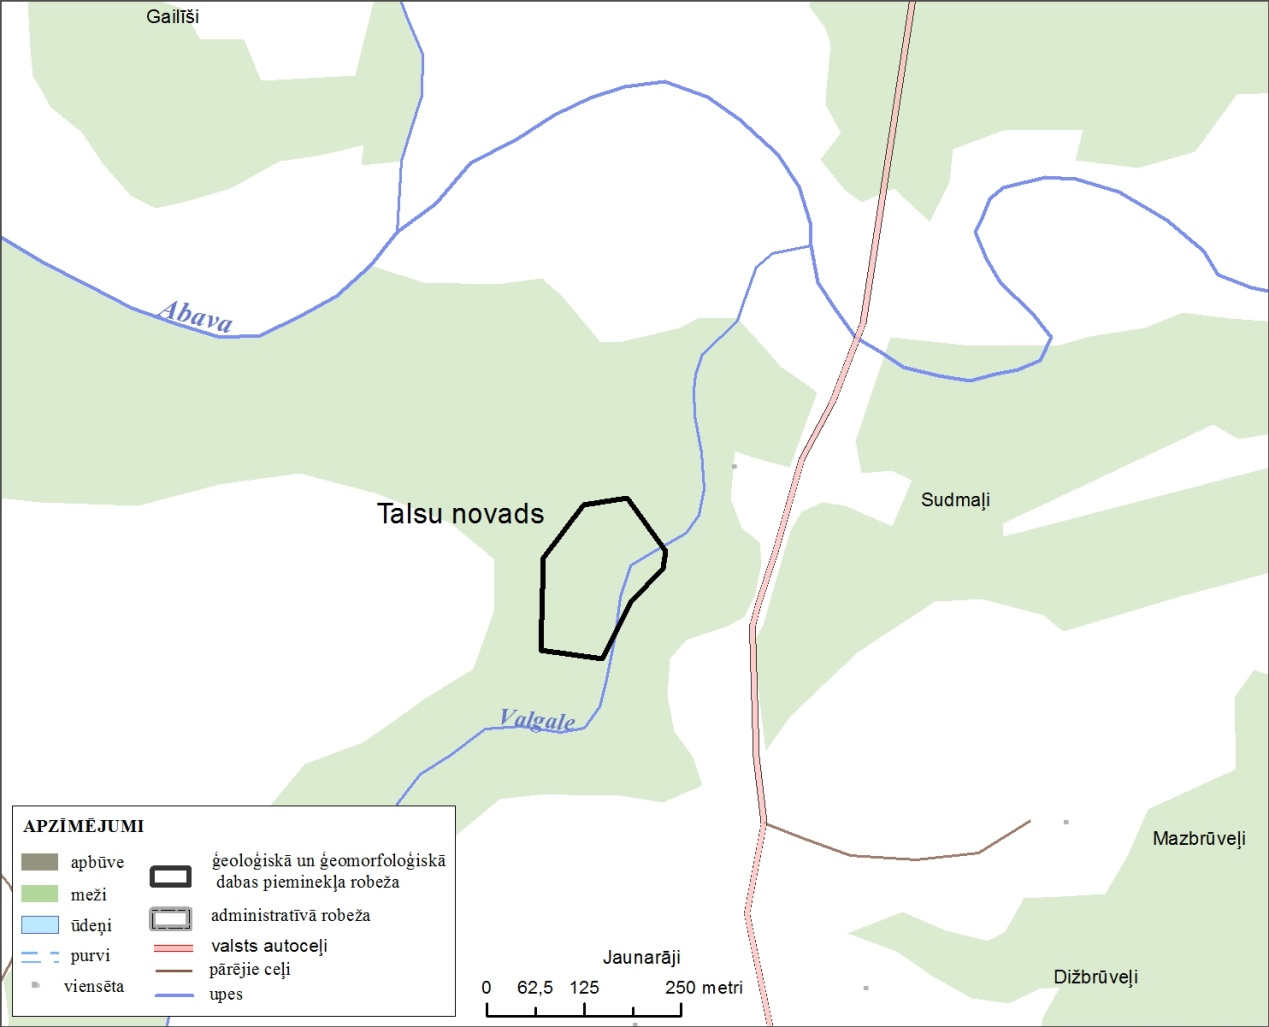 Gailīši
Abava
Talsu novads
Sudmaļi
Valgale
Mazbrūveļi
Jaunarāji
Dižbrūveļi
APZĪMĒJUMI
apbūve
meži
ūdeņi
purvi
viensēta
ģeoloģiskā un ģeomorfoloģiskā
dabas pieminekļa robeža
administratīvā robeža
valsts autoceļi
pārējie ceļi
upes
0 62,5 125 250 metri